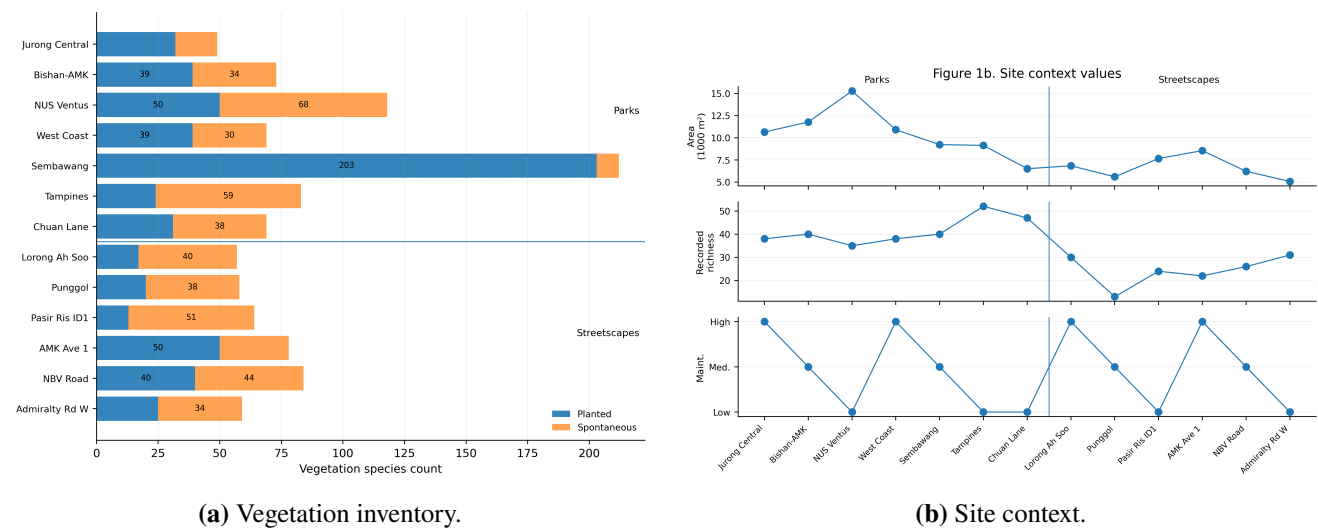 Jurong Central
Bishan-AMK 39 34
NUS Ventus 50 68
Parks
West Coast 39 30
Sembawang 203
Tampines 59
Chuan Lane 38
Lorong Ah Soo 40
Punggol 38
Pasir Ris ID1 51
Streetscapes
AMK Ave 1 50
NBV Road 40 44
Admiralty Rd W 34
Planted
Spontaneous
0 25 50 75 100 125 150 175 200
Vegetation species count
(a) Vegetation inventory.
Figure 1b. Site context values
Parks Streetscapes
Area
(1000 m²)
15.0
12.5
10.0
7.5
5.0
Recorded
richness
50
40
30
20
Maint.
High
Med.
Low
Jurong Central
Bishan-AMK
NUS Ventus
West Coast
Sembawang
Tampines
Chuan Lane
Lorong Ah Soo
Punggol
Pasir Ris ID1
AMK Ave 1
NBV Road
Admiralty Rd W
(b) Site context.